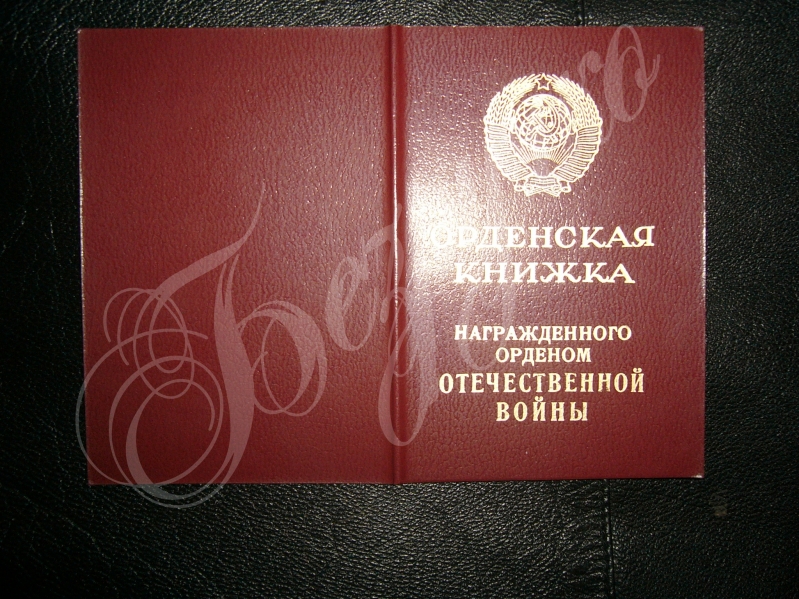 ОРДЕНСКАЯ
КНИЖКА
НАГРАЖДЕННОГО
ОРДЕНОМ
ОТЕЧЕСТВЕННОЙ
ВОЙНЫ